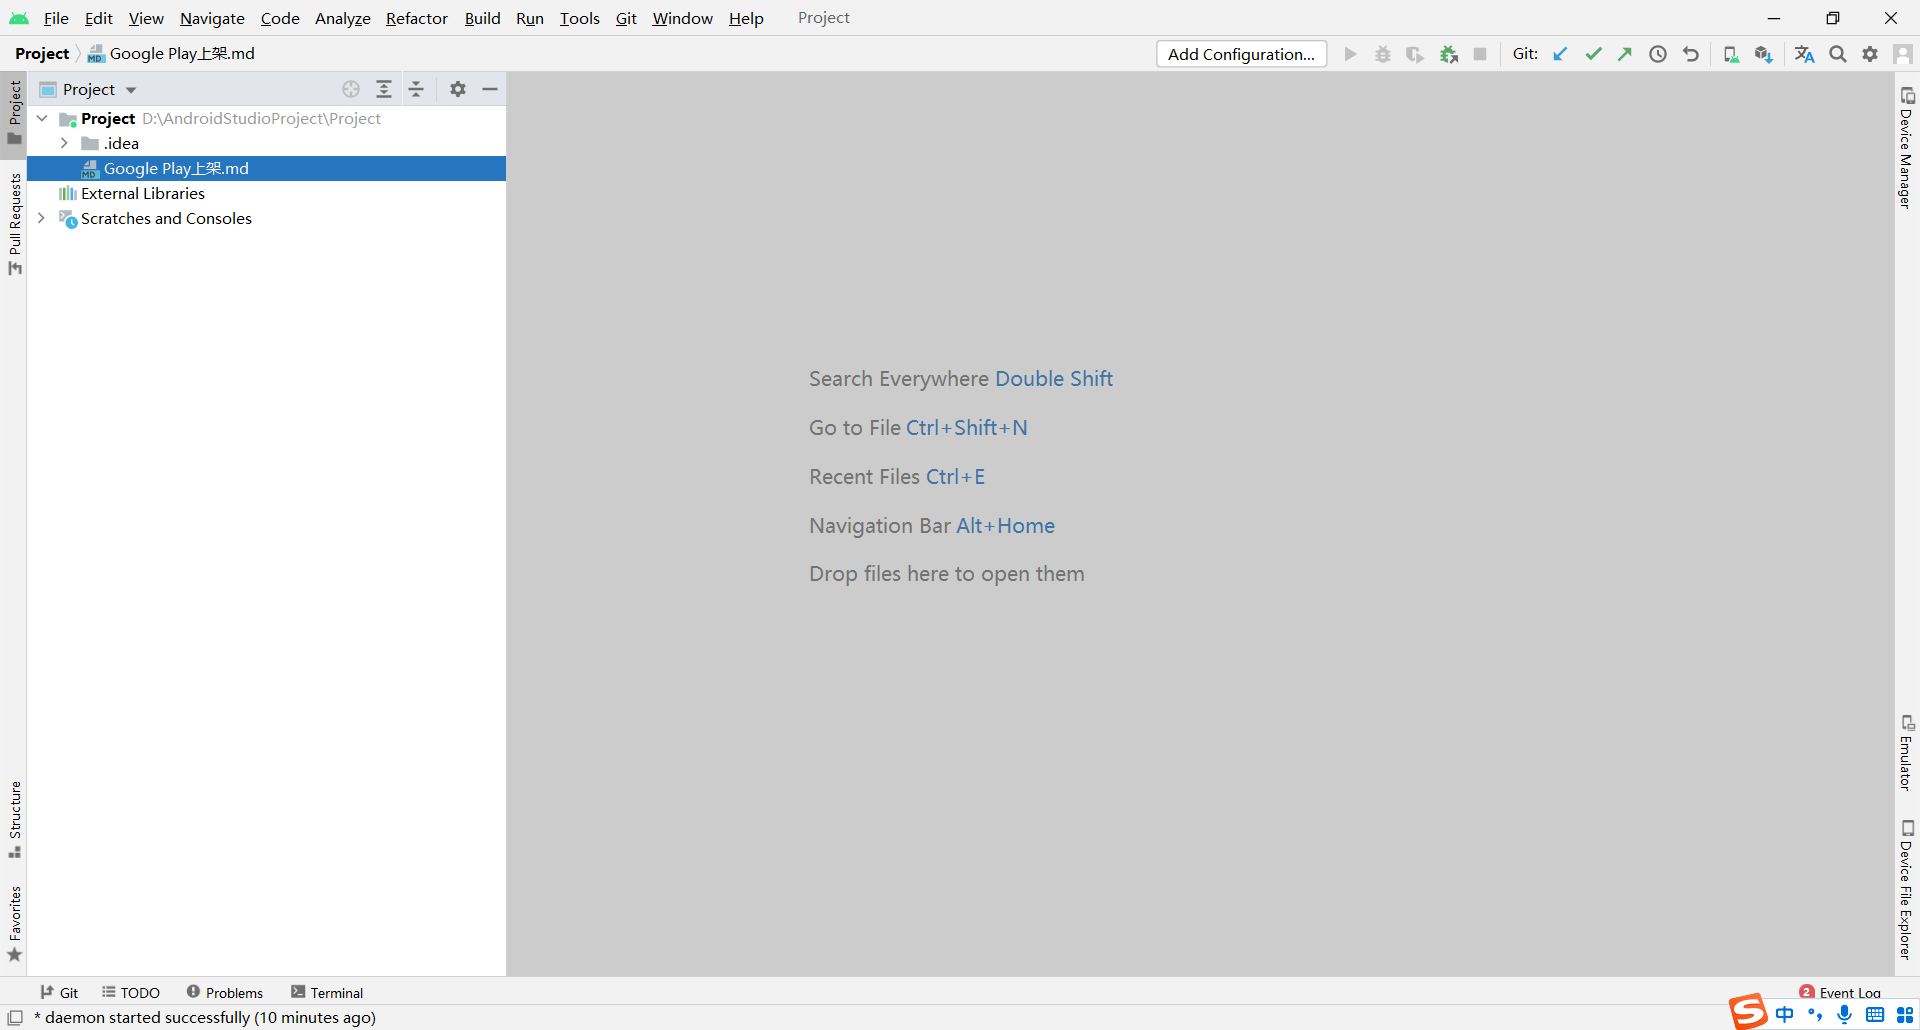 File Edit View Navigate Code Analyze Refactor Build Run Tools Git Window Help Project
Project Google Play上架.md Add Configuration... Git:
Project
Project D:\AndroidStudioProject\Project
.idea
Google Play上架.md
External Libraries
Scratches and Consoles
Project
Pull Requests
Structure
Favorites
Search Everywhere Double Shift
Go to File Ctrl+Shift+N
Recent Files Ctrl+E
Navigation Bar Alt+Home
Drop files here to open them
Device Manager
Emulator
Device File Explorer
Git TODO Problems Terminal 2 Event Log
* daemon started successfully (10 minutes ago) 中